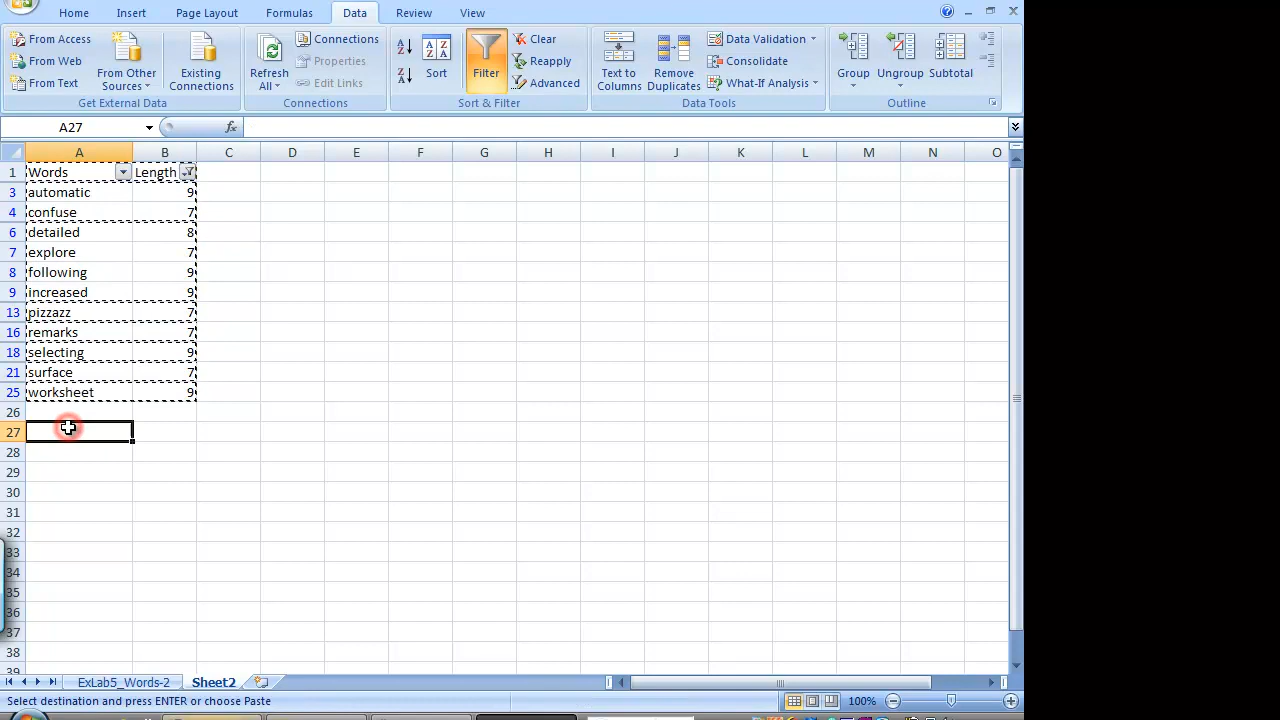 Home Insert Page Layout Formulas Data Review View
From Access
From Web
From Text
From Other Sources
Existing Connections
Get External Data
Refresh All
Connections
Properties
Edit Links
Connections
Sort
Filter
Clear
Reapply
Advanced
Sort & Filter
Text to Columns
Remove Duplicates
Data Validation
Consolidate
What-If Analysis
Data Tools
Group
Ungroup
Subtotal
Outline
A27 fx
A B C D E F G H I J K L M N O
1 Words Length
3 automatic 9
4 confuse 7
6 detailed 8
7 explore 7
8 following 9
9 increased 9
13 pizzazz 7
16 remarks 7
18 selecting 9
21 surface 7
25 worksheet 9
26
27
28
29
30
31
32
33
34
35
36
37
38
39
ExLab5_Words-2 Sheet2
Select destination and press ENTER or choose Paste 100%